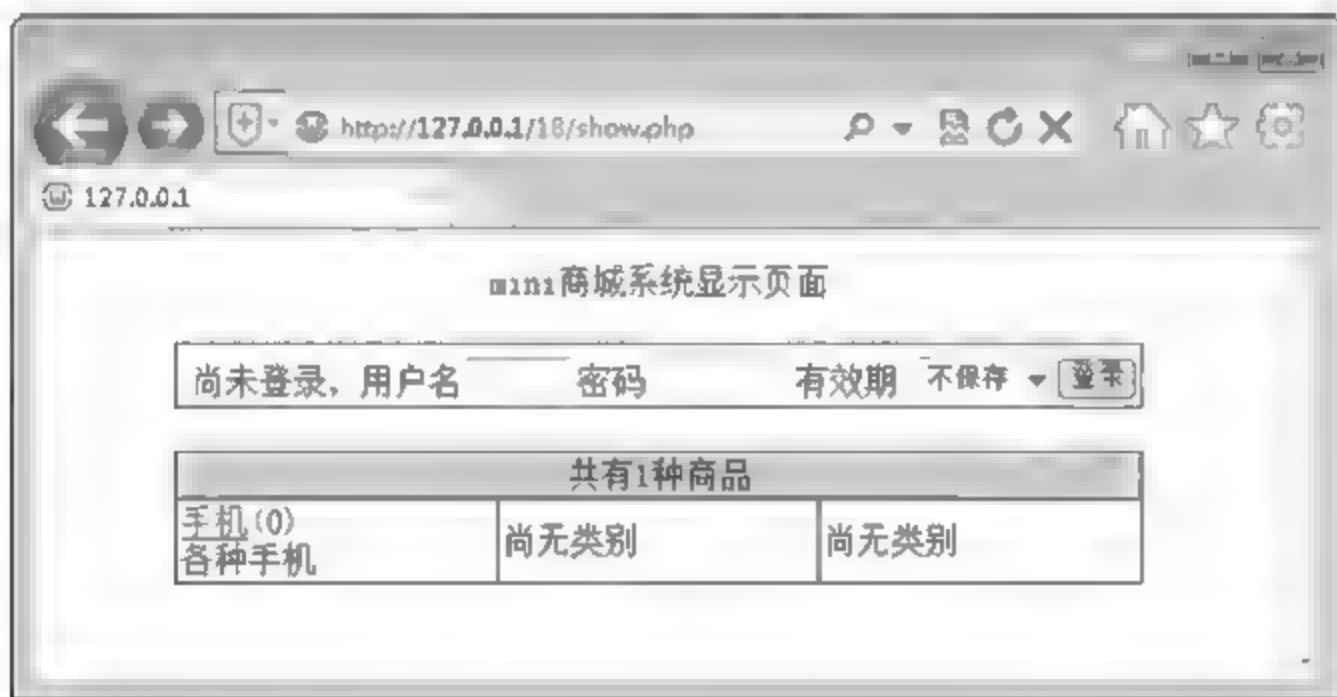 http://127.0.0.1/18/show.php
127.0.0.1
mini商城系统显示页面
尚未登录，用户名 密码 有效期 不保存 登录
共有1种商品
手机(0) 尚无类别 尚无类别
各种手机